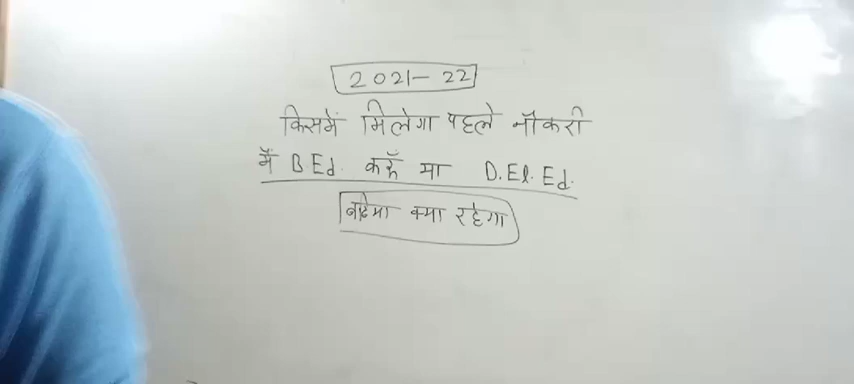 2021-22
किसमें मिलेगा पहले नौकरी
मैं B Ed. करूँ या D.El.Ed.
बढ़िया क्या रहेगा